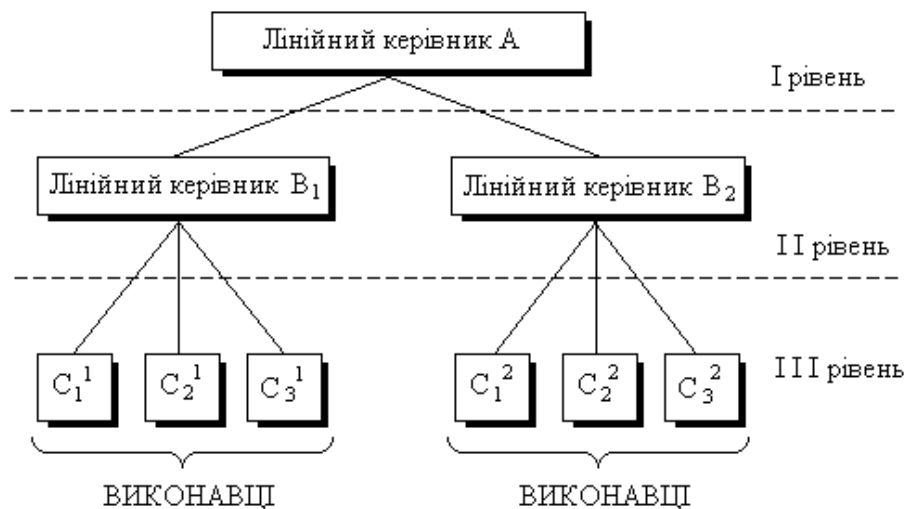 Лінійний керівник А
І рівень
Лінійний керівник В₁
Лінійний керівник В₂
ІІ рівень
С₁¹ С₂¹ С₃¹
С₁² С₂² С₃²
ІІІ рівень
ВИКОНАВЦІ
ВИКОНАВЦІ